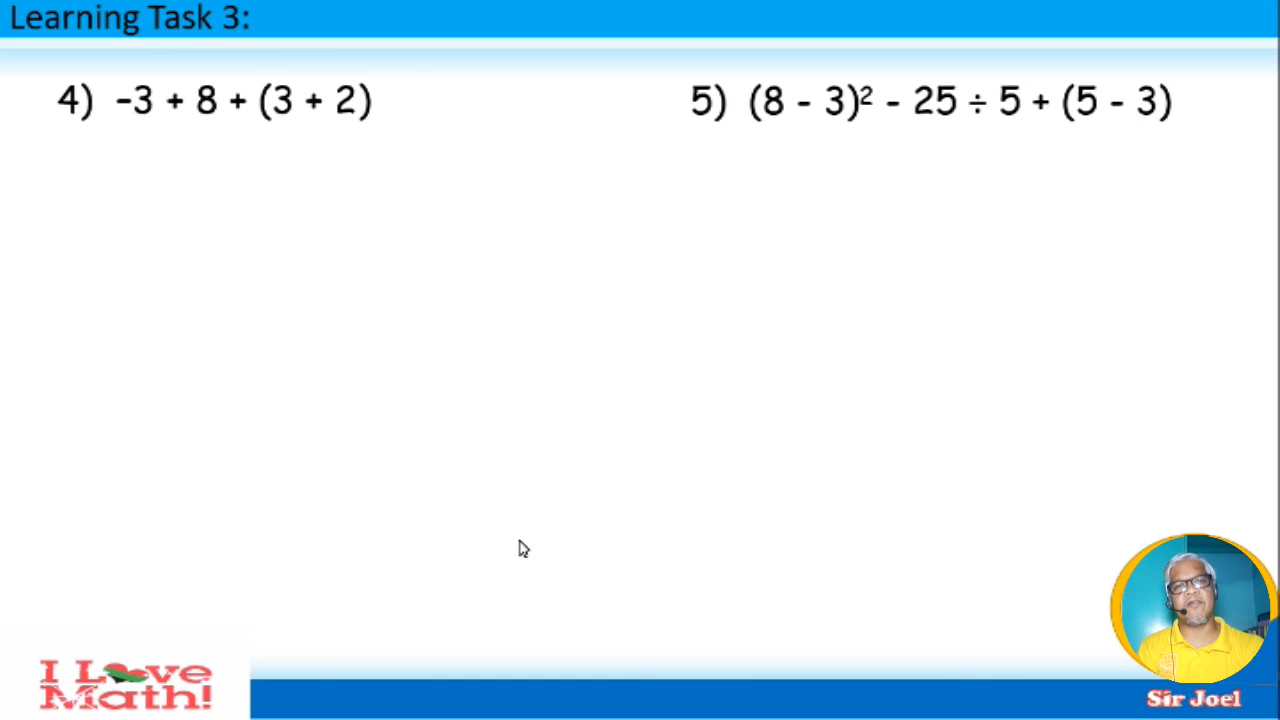 Learning Task 3:
4) -3 + 8 + (3 + 2)
5) (8 - 3)² - 25 ÷ 5 + (5 - 3)
I Love
Math!
Sir Joel